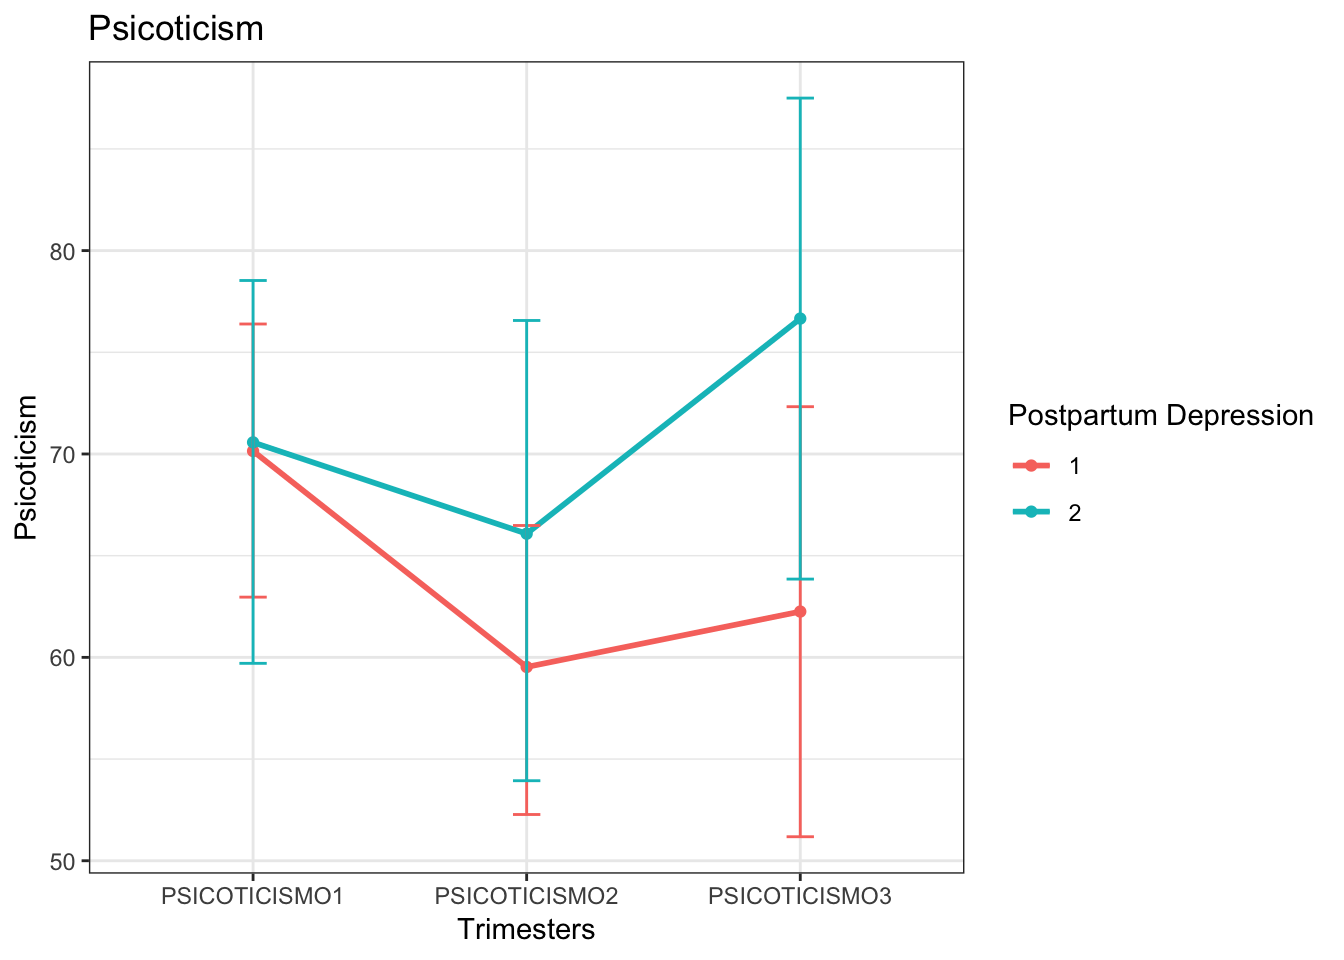 Psicoticism
80
70
60
50
Psicoticism
PSICOTICISMO1 PSICOTICISMO2 PSICOTICISMO3
Trimesters
Postpartum Depression
1
2